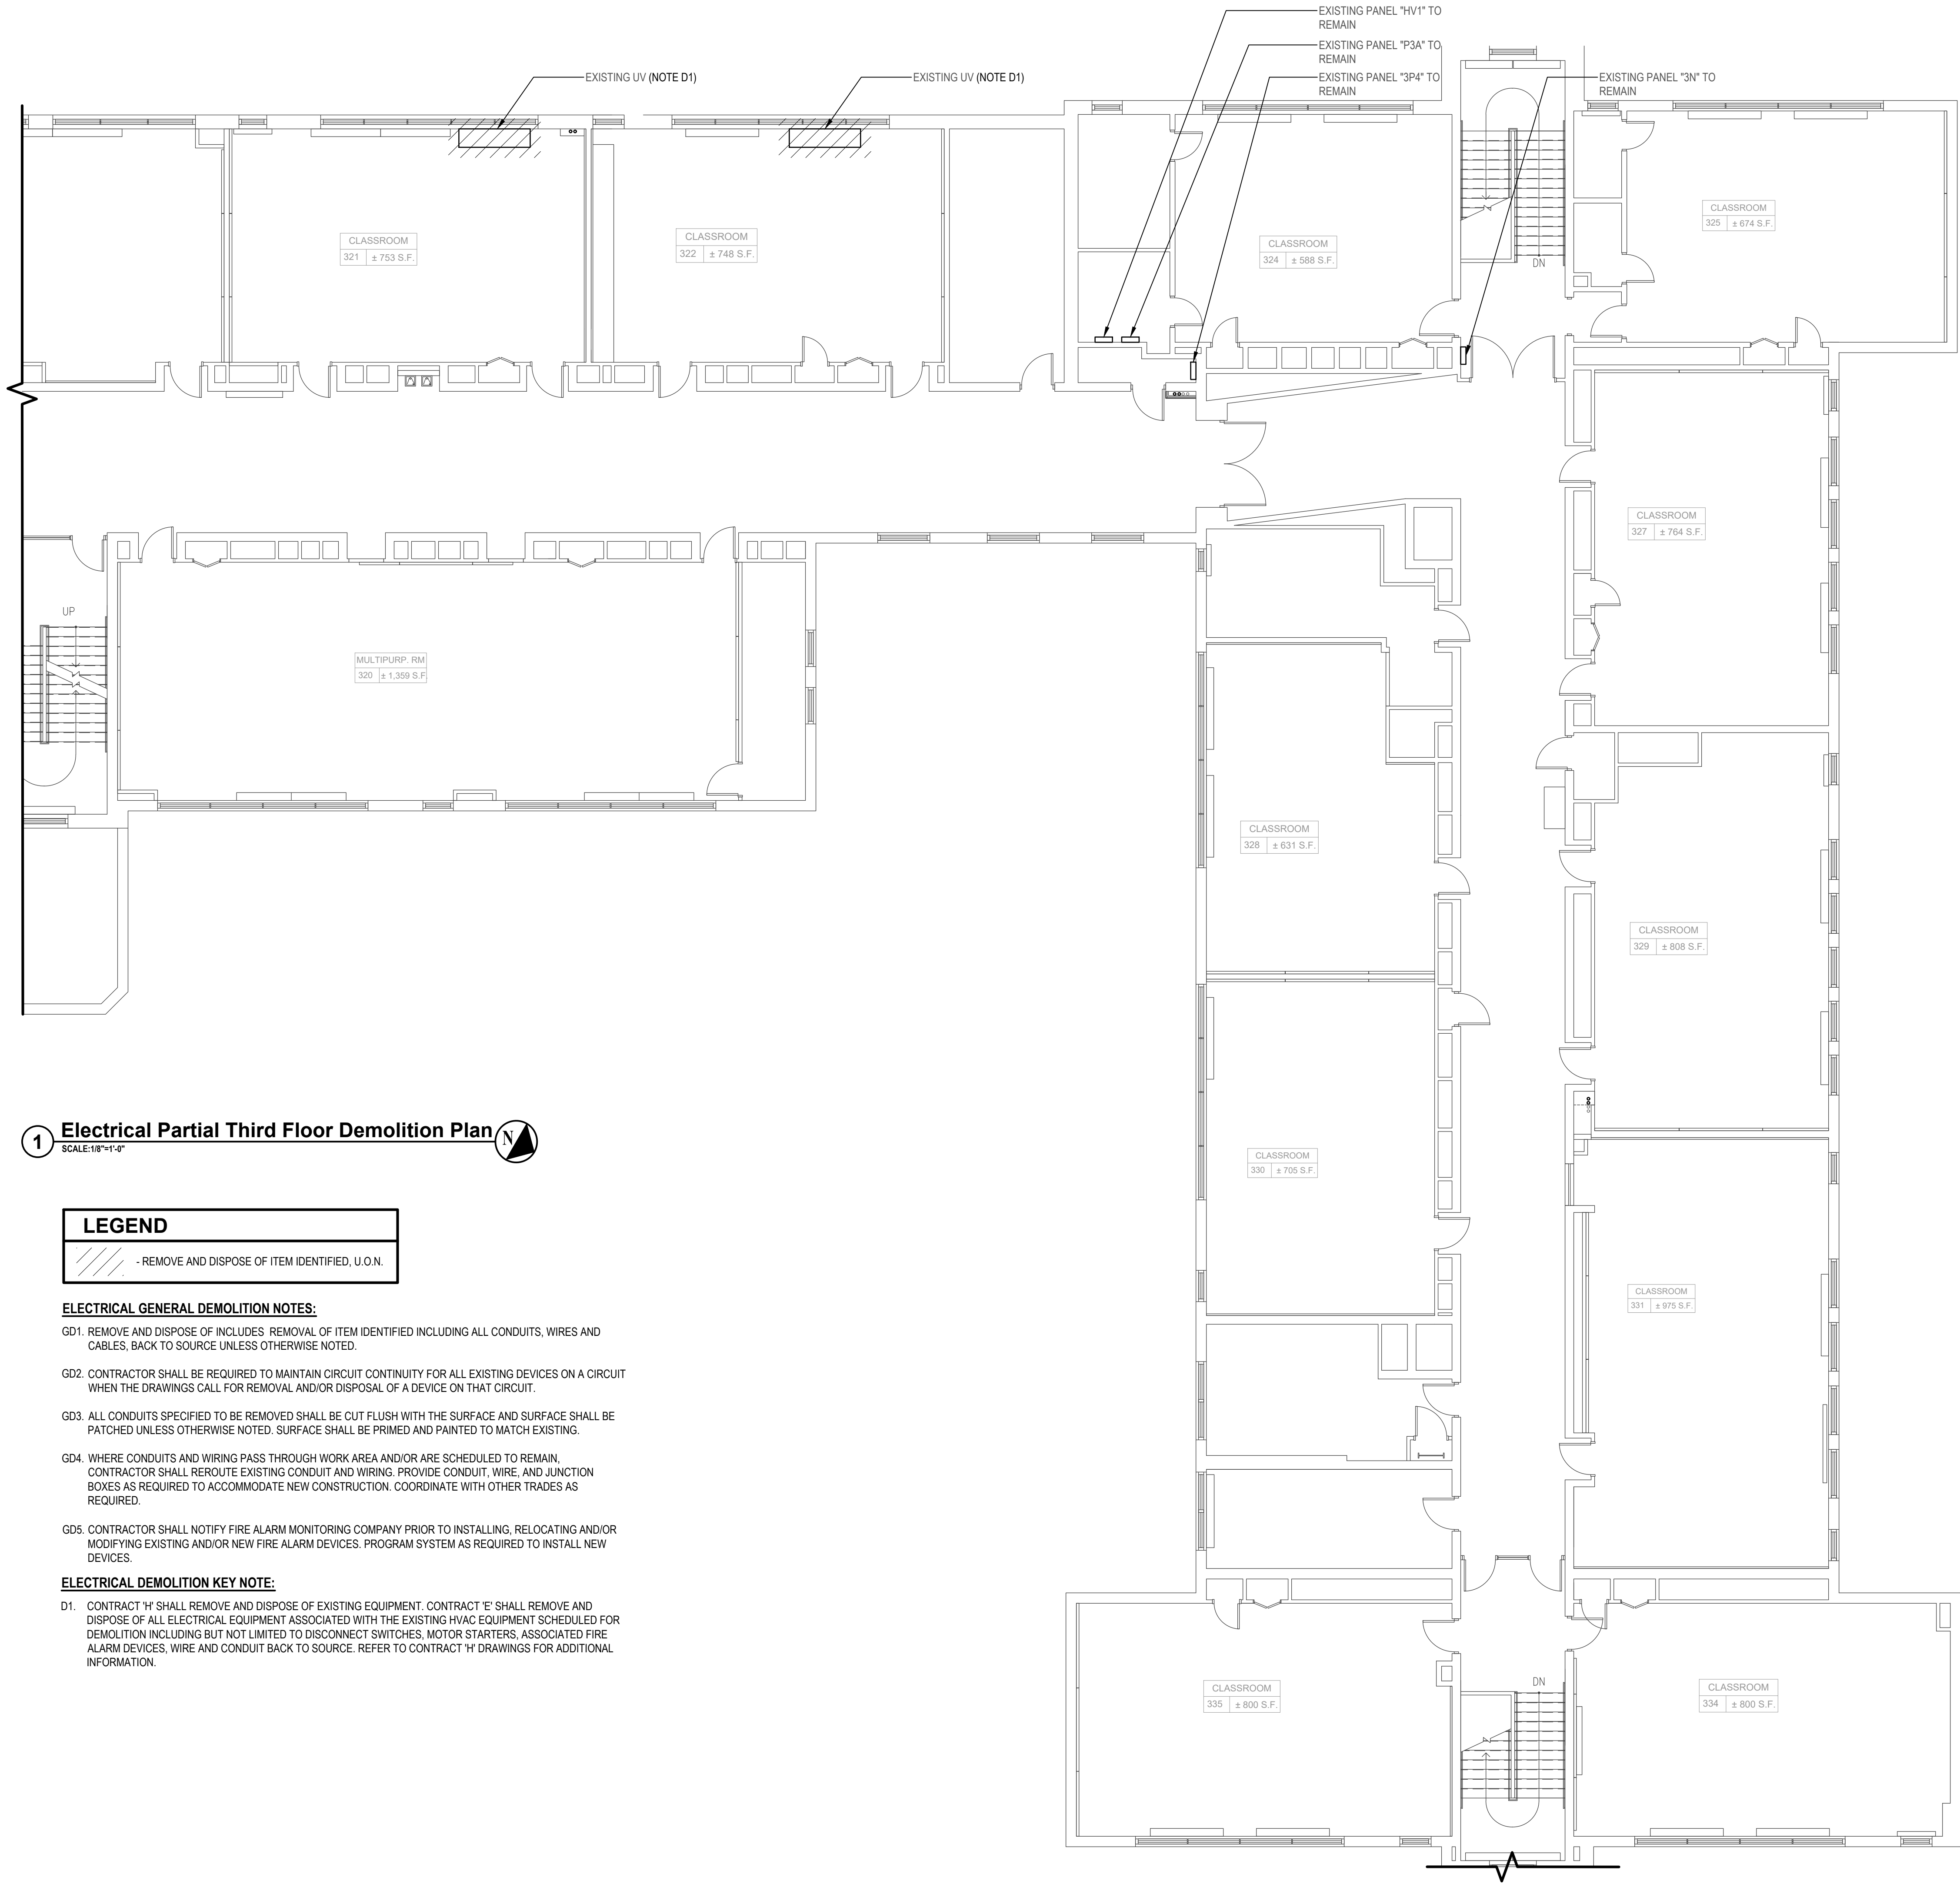 EXISTING PANEL "HV1" TO
REMAIN
EXISTING PANEL "P3A" TO
REMAIN
EXISTING UV (NOTE D1)
EXISTING UV (NOTE D1)
EXISTING PANEL "3P4" TO
REMAIN
EXISTING PANEL "3N" TO
REMAIN
CLASSROOM
321 ± 753 S.F.
CLASSROOM
322 ± 748 S.F.
CLASSROOM
324 ± 588 S.F.
CLASSROOM
325 ± 674 S.F.
DN
CLASSROOM
327 ± 764 S.F.
UP
MULTIPURP. RM
320 ± 1,359 S.F.
CLASSROOM
328 ± 631 S.F.
CLASSROOM
329 ± 808 S.F.
CLASSROOM
330 ± 705 S.F.
CLASSROOM
331 ± 975 S.F.
DN
CLASSROOM
335 ± 800 S.F.
CLASSROOM
334 ± 800 S.F.
1 Electrical Partial Third Floor Demolition Plan N
SCALE:1/8"=1'-0"
LEGEND
- REMOVE AND DISPOSE OF ITEM IDENTIFIED, U.O.N.
ELECTRICAL GENERAL DEMOLITION NOTES:
GD1. REMOVE AND DISPOSE OF INCLUDES REMOVAL OF ITEM IDENTIFIED INCLUDING ALL CONDUITS, WIRES AND
CABLES, BACK TO SOURCE UNLESS OTHERWISE NOTED.
GD2. CONTRACTOR SHALL BE REQUIRED TO MAINTAIN CIRCUIT CONTINUITY FOR ALL EXISTING DEVICES ON A CIRCUIT
WHEN THE DRAWINGS CALL FOR REMOVAL AND/OR DISPOSAL OF A DEVICE ON THAT CIRCUIT.
GD3. ALL CONDUITS SPECIFIED TO BE REMOVED SHALL BE CUT FLUSH WITH THE SURFACE AND SURFACE SHALL BE
PATCHED UNLESS OTHERWISE NOTED. SURFACE SHALL BE PRIMED AND PAINTED TO MATCH EXISTING.
GD4. WHERE CONDUITS AND WIRING PASS THROUGH WORK AREA AND/OR ARE SCHEDULED TO REMAIN,
CONTRACTOR SHALL REROUTE EXISTING CONDUIT AND WIRING. PROVIDE CONDUIT, WIRE, AND JUNCTION
BOXES AS REQUIRED TO ACCOMMODATE NEW CONSTRUCTION. COORDINATE WITH OTHER TRADES AS
REQUIRED.
GD5. CONTRACTOR SHALL NOTIFY FIRE ALARM MONITORING COMPANY PRIOR TO INSTALLING, RELOCATING AND/OR
MODIFYING EXISTING AND/OR NEW FIRE ALARM DEVICES. PROGRAM SYSTEM AS REQUIRED TO INSTALL NEW
DEVICES.
ELECTRICAL DEMOLITION KEY NOTE:
D1. CONTRACT 'H' SHALL REMOVE AND DISPOSE OF EXISTING EQUIPMENT. CONTRACT 'E' SHALL REMOVE AND
DISPOSE OF ALL ELECTRICAL EQUIPMENT ASSOCIATED WITH THE EXISTING HVAC EQUIPMENT SCHEDULED FOR
DEMOLITION INCLUDING BUT NOT LIMITED TO DISCONNECT SWITCHES, MOTOR STARTERS, ASSOCIATED FIRE
ALARM DEVICES, WIRE AND CONDUIT BACK TO SOURCE. REFER TO CONTRACT 'H' DRAWINGS FOR ADDITIONAL
INFORMATION.